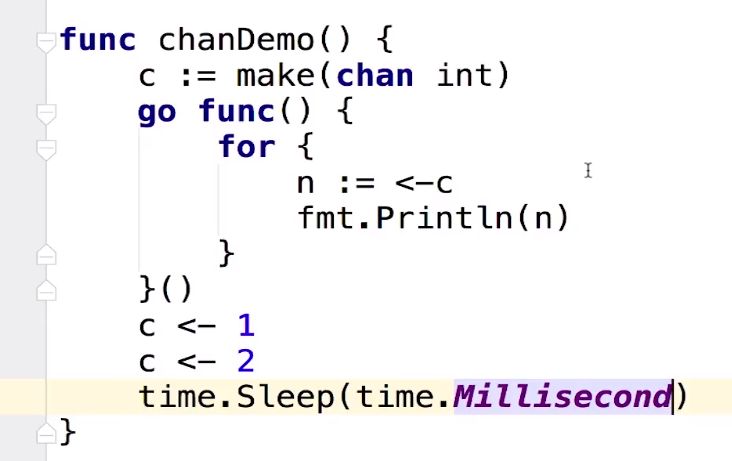 func chanDemo() {
    c := make(chan int)
    go func() {
        for {
            n := <-c
            fmt.Println(n)
        }
    }()
    c <- 1
    c <- 2
    time.Sleep(time.Millisecond)
}